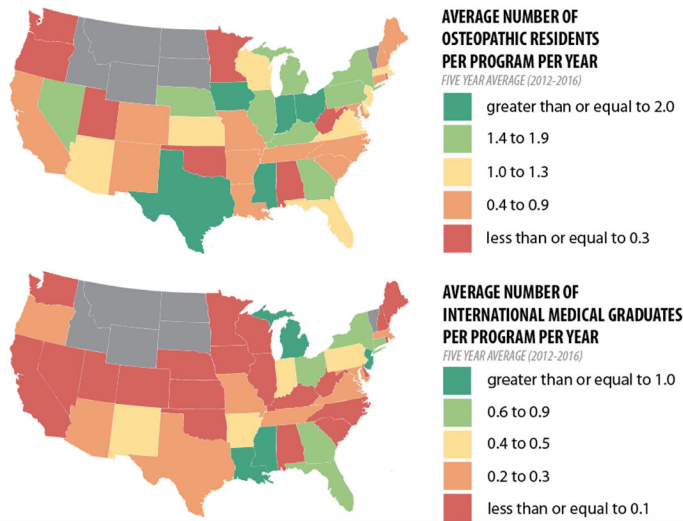 AVERAGE NUMBER OF
OSTEOPATHIC RESIDENTS
PER PROGRAM PER YEAR
FIVE YEAR AVERAGE (2012-2016)
greater than or equal to 2.0
1.4 to 1.9
1.0 to 1.3
0.4 to 0.9
less than or equal to 0.3
AVERAGE NUMBER OF
INTERNATIONAL MEDICAL GRADUATES
PER PROGRAM PER YEAR
FIVE YEAR AVERAGE (2012-2016)
greater than or equal to 1.0
0.6 to 0.9
0.4 to 0.5
0.2 to 0.3
less than or equal to 0.1